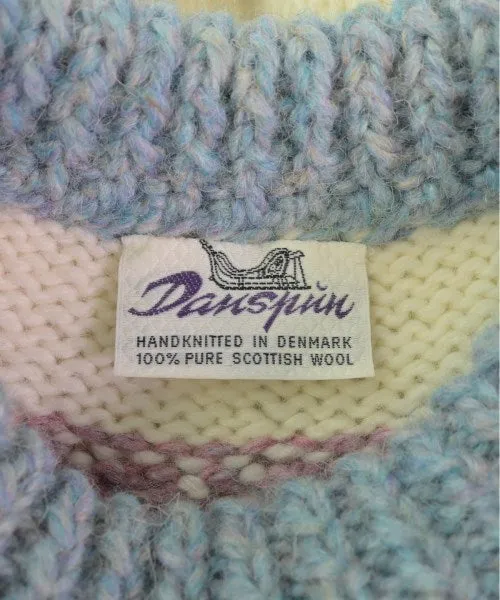 Danspun
HANDKNITTED IN DENMARK
100% PURE SCOTTISH WOOL